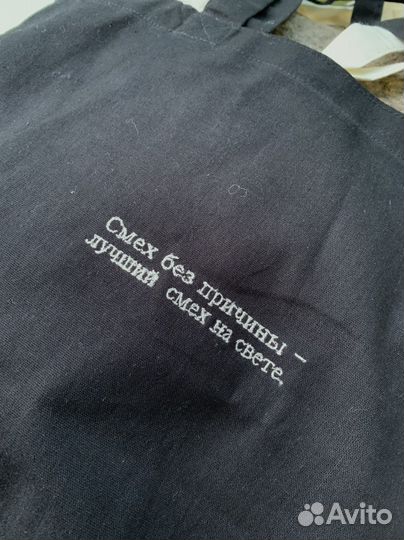 Смех без причины –
лучший смех на свете.
Avito